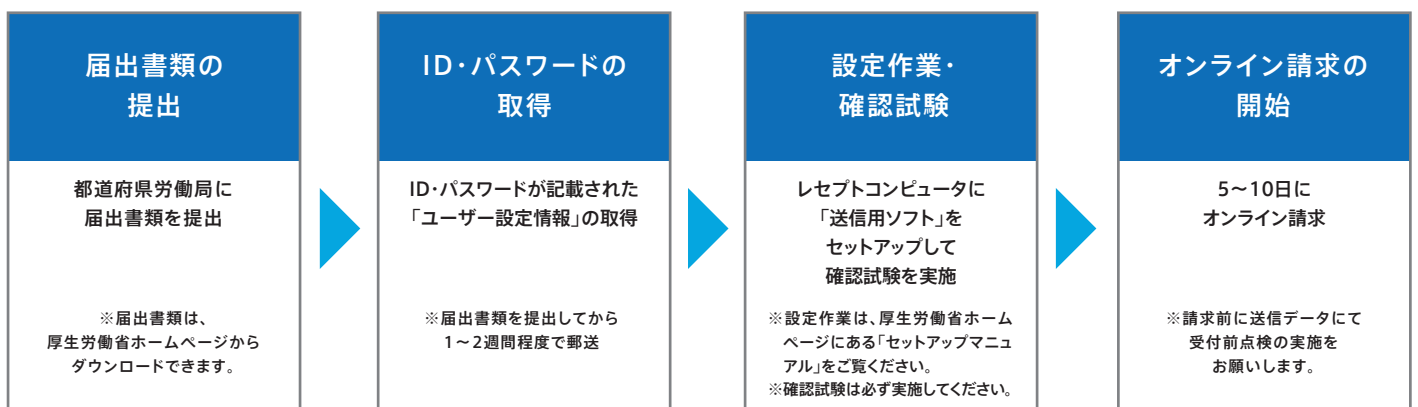 届出書類の
提出
都道府県労働局に
届出書類を提出
※届出書類は、
厚生労働省ホームページから
ダウンロードできます。
ID・パスワードの
取得
ID・パスワードが記載された
「ユーザー設定情報」の取得
※届出書類を提出してから
1〜2週間程度で郵送
設定作業・
確認試験
レセプトコンピュータに
「送信用ソフト」を
セットアップして
確認試験を実施
※設定作業は、厚生労働省ホーム
ページにある「セットアップマニュ
アル」をご覧ください。
※確認試験は必ず実施してください。
オンライン請求の
開始
5〜10日に
オンライン請求
※請求前に送信データにて
受付前点検の実施を
お願いします。